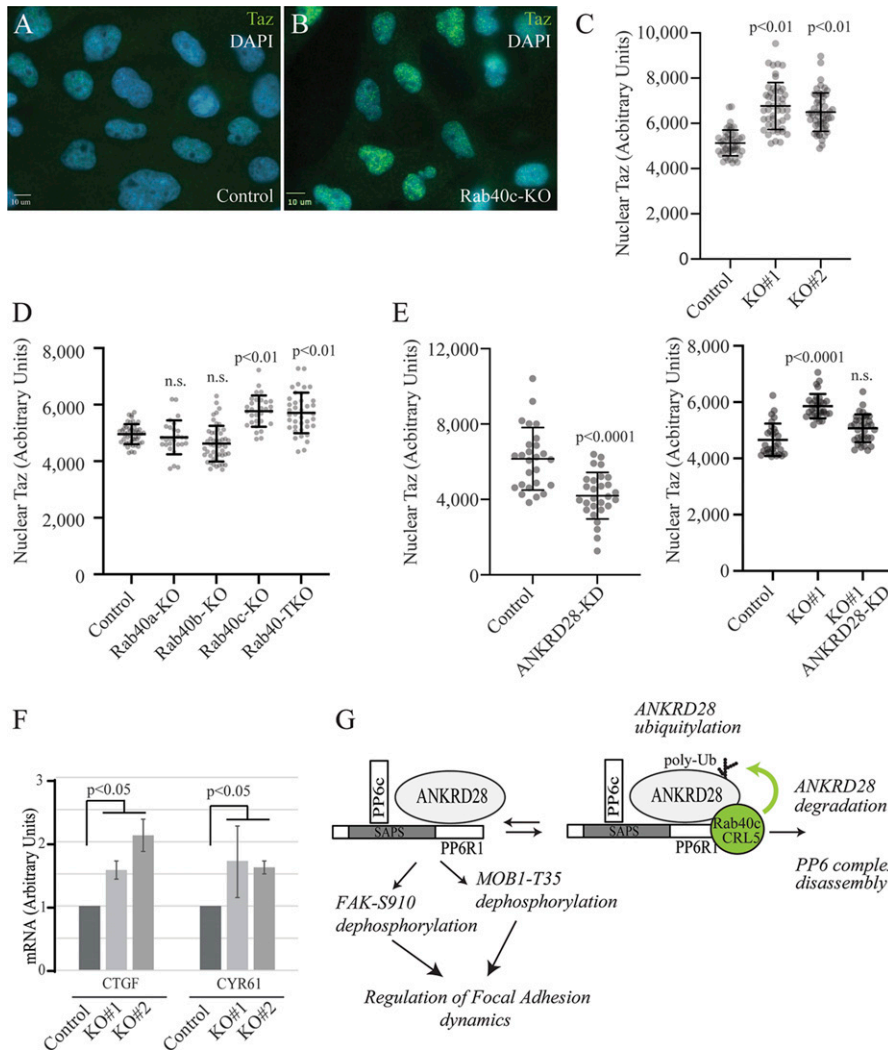 A
Taz
DAPI
10 um
Control
B
Taz
DAPI
10 um
Rab40c-KO
C
p<0.01
p<0.01
Nuclear Taz (Acbitrary Units)
10,000
8,000
6,000
4,000
2,000
0
Control
KO#1
KO#2
D
Nuclear Taz (Acbitrary Units)
8,000
6,000
4,000
2,000
0
n.s.
n.s.
p<0.01
p<0.01
Control
Rab40a-KO
Rab40b-KO
Rab40c-KO
Rab40-TKO
E
Nuclear Taz (Acbitrary Units)
12,000
8,000
4,000
0
p<0.0001
Control
ANKRD28-KD
Nuclear Taz (Acbitrary Units)
8,000
6,000
4,000
2,000
0
p<0.0001
n.s.
Control
KO#1
KO#1
ANKRD28-KD
F
mRNA (Arbitrary Units)
3
2
1
0
p<0.05
p<0.05
CTGF
CYR61
Control
KO#1
KO#2
Control
KO#1
KO#2
G
PP6c
ANKRD28
SAPS
PP6R1
FAK-S910
dephosphorylation
MOB1-T35
dephosphorylation
Regulation of Focal Adhesion
dynamics
ANKRD28
ubiquitylation
poly-Ub
PP6c
ANKRD28
SAPS
PP6R1
Rab40c
CRL5
ANKRD28
degradation
PP6 complex
disassembly